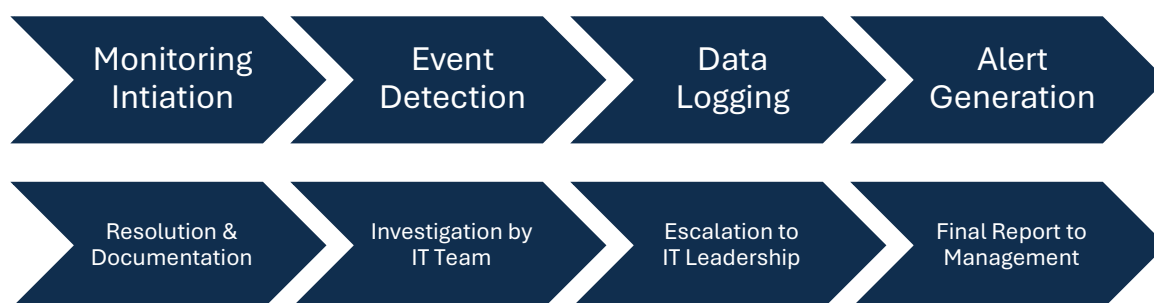 Monitoring
Intiation
Event
Detection
Data
Logging
Alert
Generation
Resolution &
Documentation
Investigation by
IT Team
Escalation to
IT Leadership
Final Report to
Management